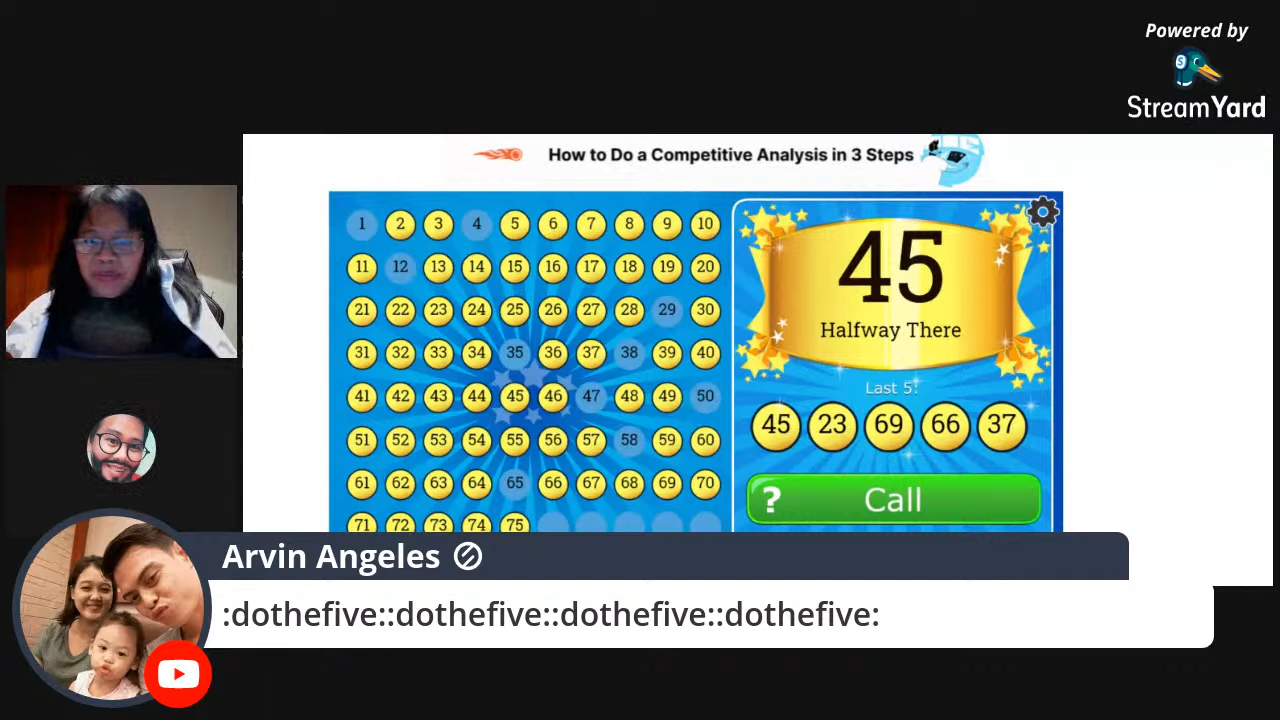 Powered by
StreamYard
How to Do a Competitive Analysis in 3 Steps
1 2 3 4 5 6 7 8 9 10
11 12 13 14 15 16 17 18 19 20
21 22 23 24 25 26 27 28 29 30
31 32 33 34 35 36 37 38 39 40
41 42 43 44 45 46 47 48 49 50
51 52 53 54 55 56 57 58 59 60
61 62 63 64 65 66 67 68 69 70
71 72 73 74 75
45
Halfway There
Last 5:
45 23 69 66 37
? Call
Arvin Angeles
:dothefive::dothefive::dothefive::dothefive: